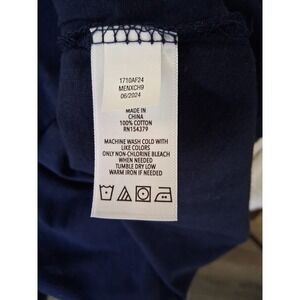 1710AF24
MENXCH9
06/2024
MADE IN
CHINA
100% COTTON
RN154379
MACHINE WASH COLD WITH
LIKE COLORS
ONLY NON-CHLORINE BLEACH
WHEN NEEDED
TUMBLE DRY LOW
WARM IRON IF NEEDED